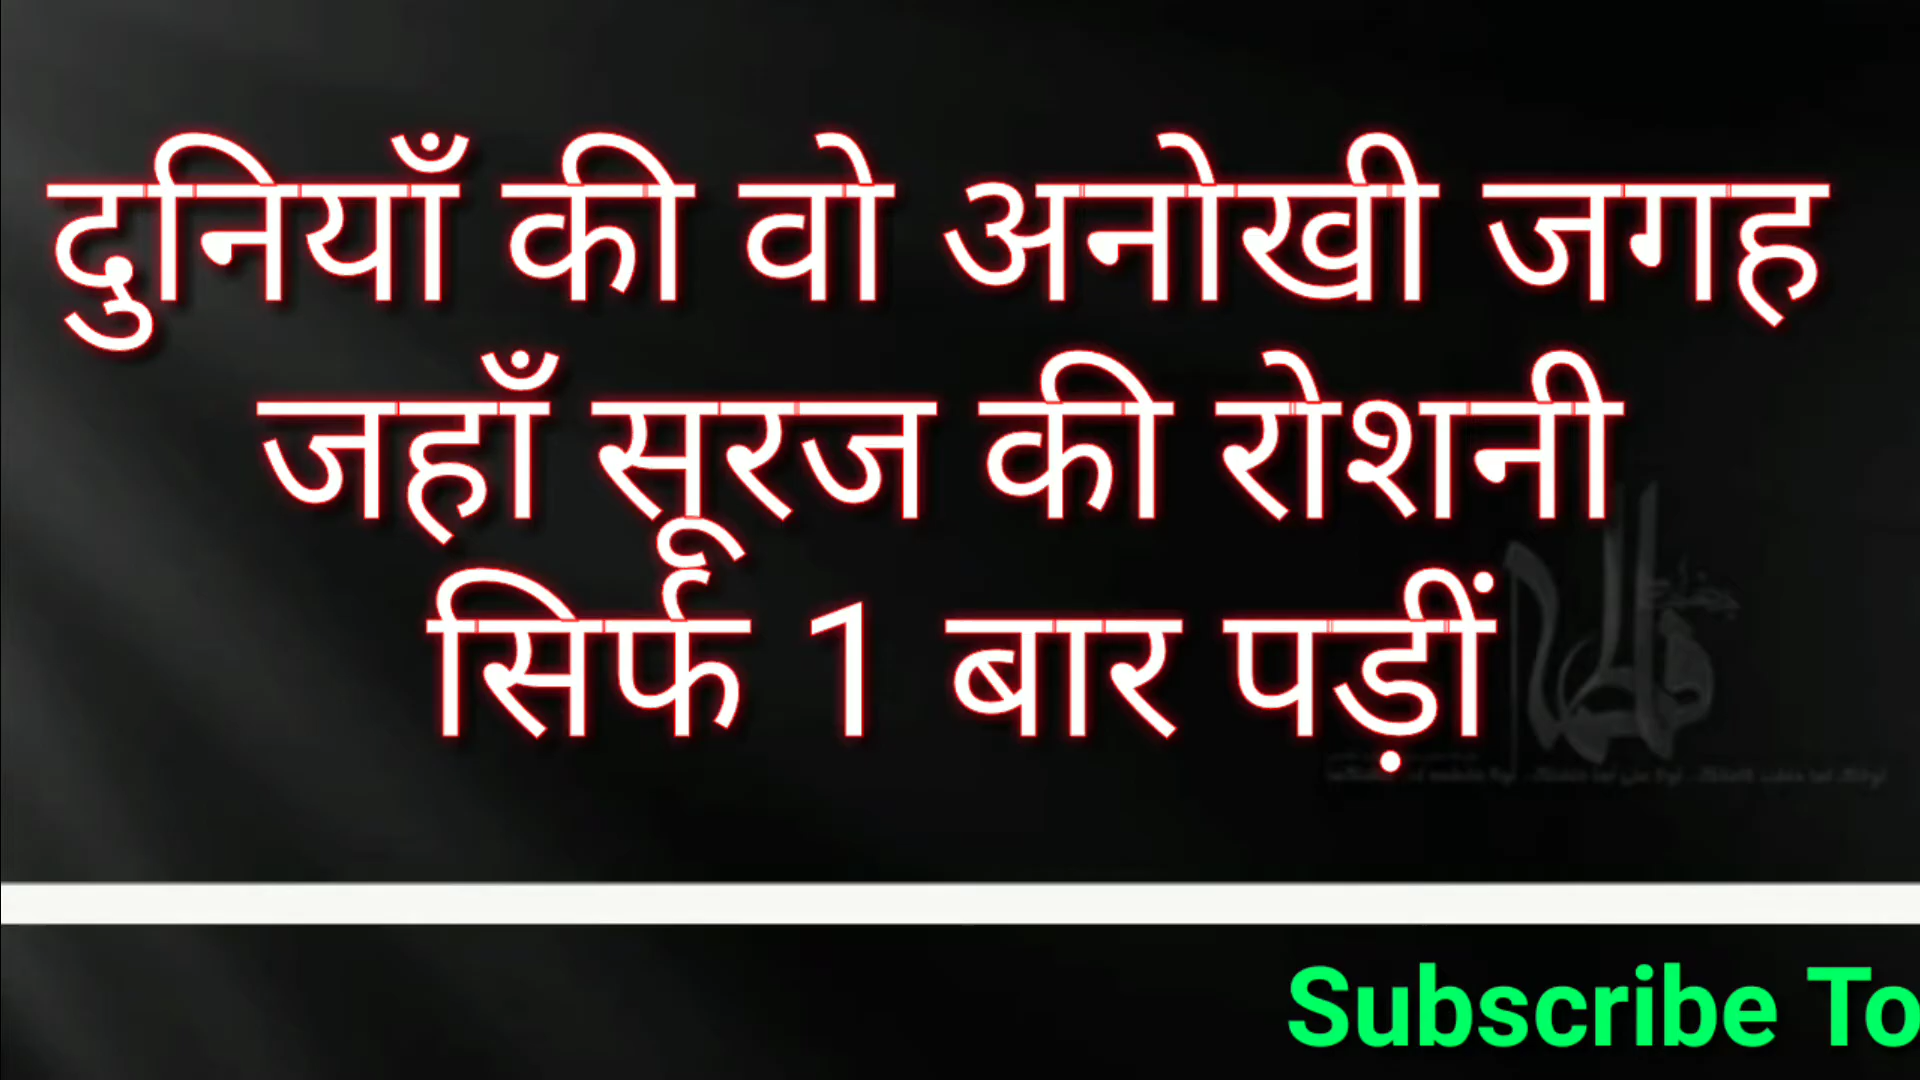 दुनियाँ की वो अनोखी जगह
जहाँ सूरज की रोशनी
सिर्फ 1 बार पड़ीं
Subscribe To